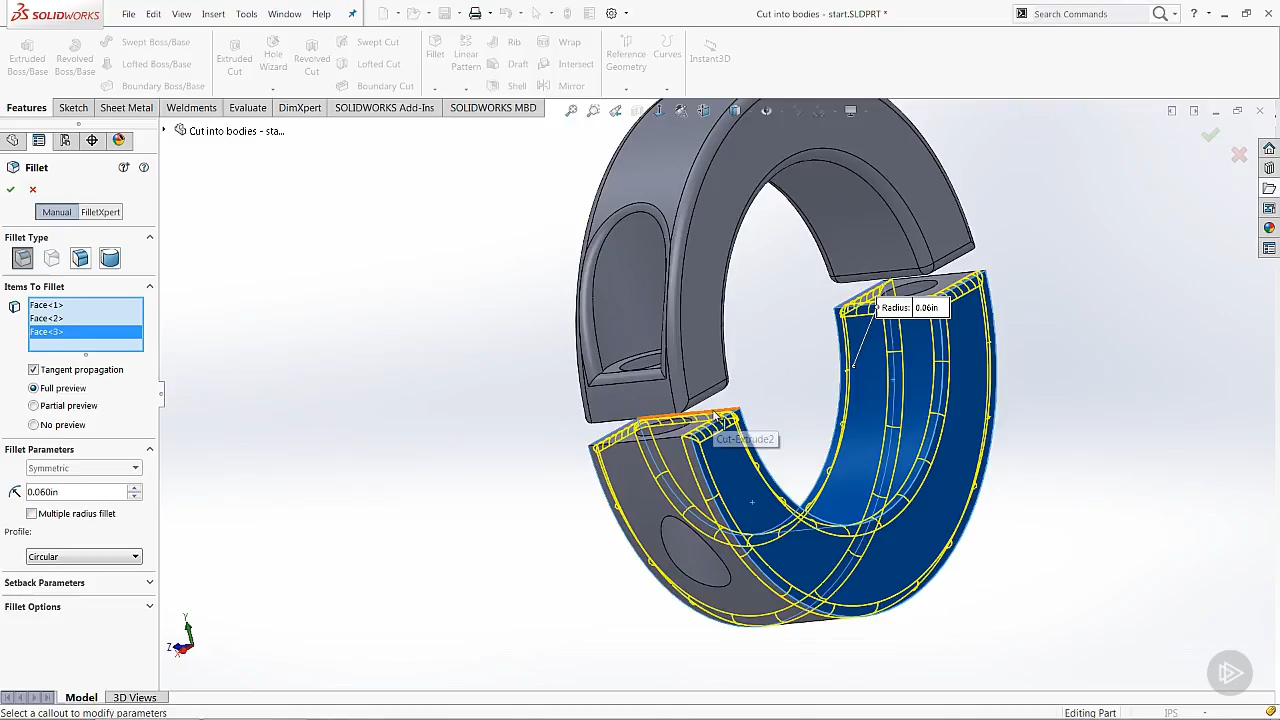 SOLIDWORKS
File Edit View Insert Tools Window Help
Cut into bodies - start.SLDPRT *
Search Commands
Extruded Boss/Base
Revolved Boss/Base
Swept Boss/Base
Lofted Boss/Base
Boundary Boss/Base
Extruded Cut
Hole Wizard
Revolved Cut
Swept Cut
Lofted Cut
Boundary Cut
Fillet
Linear Pattern
Rib
Draft
Shell
Wrap
Intersect
Mirror
Reference Geometry
Curves
Instant3D
Features Sketch Sheet Metal Weldments Evaluate DimXpert SOLIDWORKS Add-Ins SOLIDWORKS MBD
Cut into bodies - sta...
Fillet
Manual FilletXpert
Fillet Type
Items To Fillet
Face<1>
Face<2>
Face<3>
Tangent propagation
Full preview
Partial preview
No preview
Fillet Parameters
Symmetric
0.060in
Multiple radius fillet
Profile:
Circular
Setback Parameters
Fillet Options
Radius: 0.06in
Cut-Extrude2
Y
Z
X
Model 3D Views
Select a callout to modify parameters
Editing Part
IPS